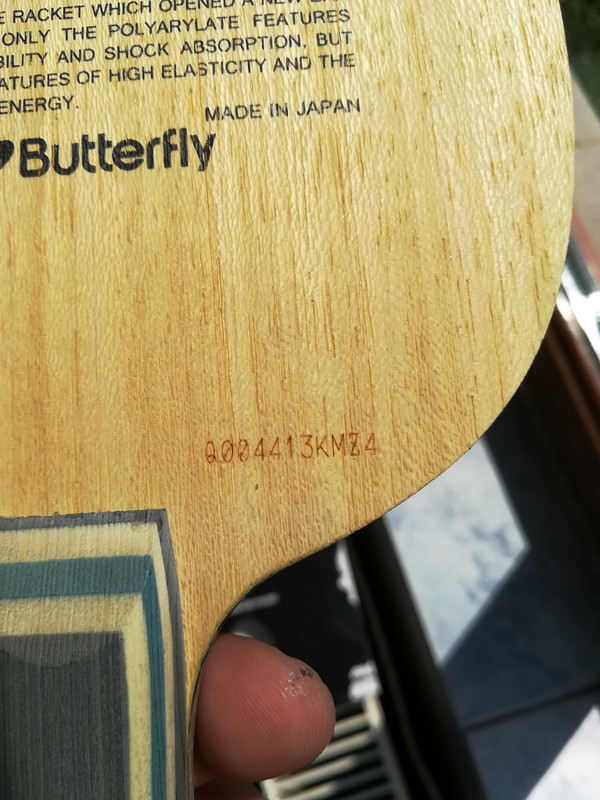 E RACKET WHICH OPENED A NEW
ONLY THE POLYARYLATE FEATURES
BILITY AND SHOCK ABSORPTION, BUT
ATURES OF HIGH ELASTICITY AND THE
ENERGY.
MADE IN JAPAN
Butterfly
Q004413KMZ4